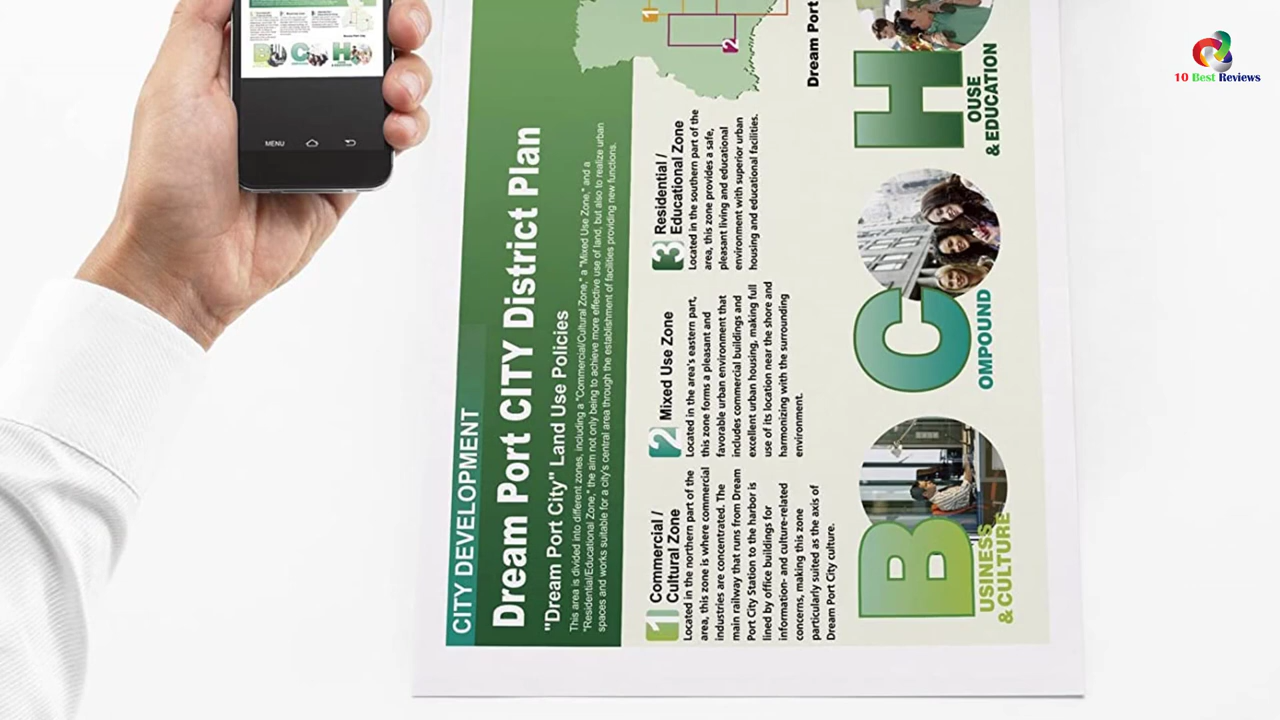 CITY DEVELOPMENT
Dream Port CITY District Plan
"Dream Port City" Land Use Policies
This area is divided into different zones, including a "Commercial/Cultural Zone," a "Mixed Use Zone," and a
"Residential/Educational Zone," the aim not only being to achieve more effective use of land, but also to realize urban
spaces and works suitable for a city's central area through the establishment of facilities providing new functions.
1 Commercial /
Cultural Zone
Located in the northern part of the
area, this zone is where commercial
industries are concentrated. The
main railway that runs from Dream
Port City Station to the harbor is
lined by office buildings for
information- and culture-related
concerns, making this zone
particularly suited as the axis of
Dream Port City culture.
2 Mixed Use Zone
Located in the area's eastern part,
this zone forms a pleasant and
favorable urban environment that
includes commercial buildings and
excellent urban housing, making full
use of its location near the shore and
harmonizing with the surrounding
environment.
3 Residential /
Educational Zone
Located in the southern part of the
area, this zone provides a safe,
pleasant living and educational
environment with superior urban
housing and educational facilities.
1
2
Dream Port
BUSINESS
& CULTURE
COMPOUND
HOUSE
& EDUCATION
MENU
10 Best Reviews